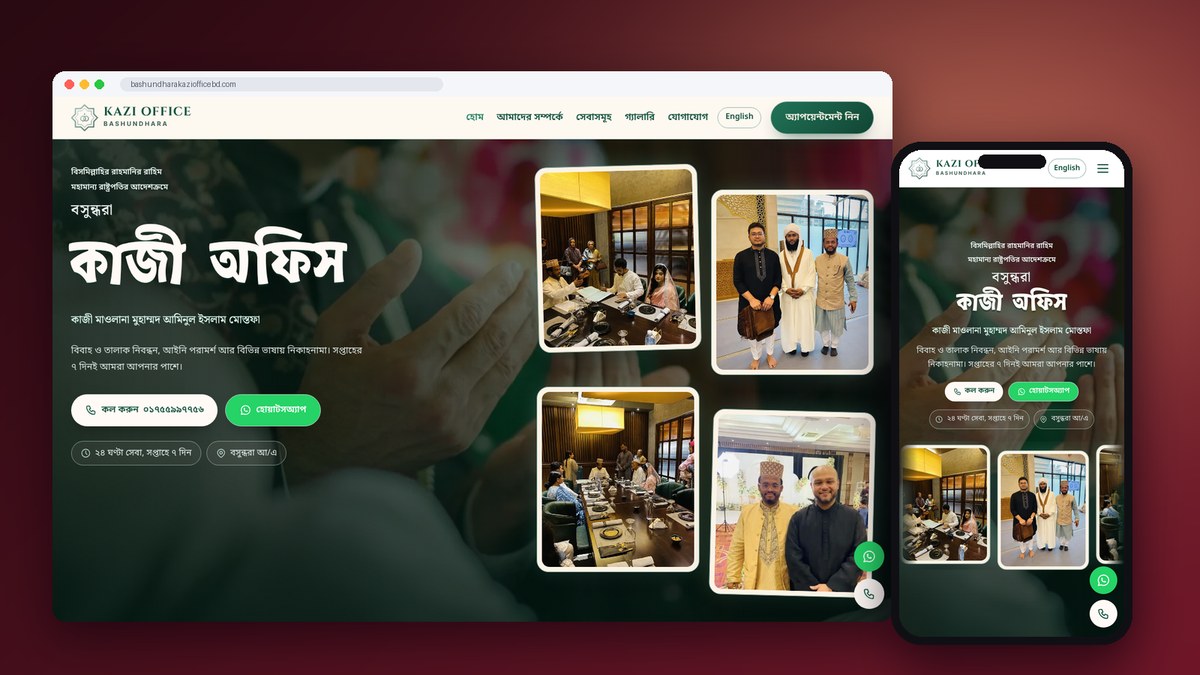 bashundharakaziofficebd.com
KAZI OFFICE
BASHUNDHARA
হোম আমাদের সম্পর্কে সেবাসমূহ গ্যালারি যোগাযোগ English অ্যাপয়েন্টমেন্ট নিন
বিসমিল্লাহির রাহমানির রাহিম
মহামান্য রাষ্ট্রপতির আদেশক্রমে
বসুন্ধরা
কাজী অফিস
কাজী মাওলানা মুহাম্মদ আমিনুল ইসলাম মোস্তফা
বিবাহ ও তালাক নিবন্ধন, আইনি পরামর্শ আর বিভিন্ন ভাষায় নিকাহনামা। সপ্তাহের
৭ দিনই আমরা আপনার পাশে।
কল করুন ০১৭৫৫৯৯৭৭৫৬ হোয়াটসঅ্যাপ
২৪ ঘণ্টা সেবা, সপ্তাহে ৭ দিন বসুন্ধরা আ/এ
KAZI OF
BASHUNDHARA
English
বিসমিল্লাহির রাহমানির রাহিম
মহামান্য রাষ্ট্রপতির আদেশক্রমে
বসুন্ধরা
কাজী অফিস
কাজী মাওলানা মুহাম্মদ আমিনুল ইসলাম মোস্তফা
বিবাহ ও তালাক নিবন্ধন, আইনি পরামর্শ আর বিভিন্ন ভাষায়
নিকাহনামা। সপ্তাহের ৭ দিনই আমরা আপনার পাশে।
কল করুন হোয়াটসঅ্যাপ
২৪ ঘণ্টা সেবা, সপ্তাহে ৭ দিন বসুন্ধরা আ/এ